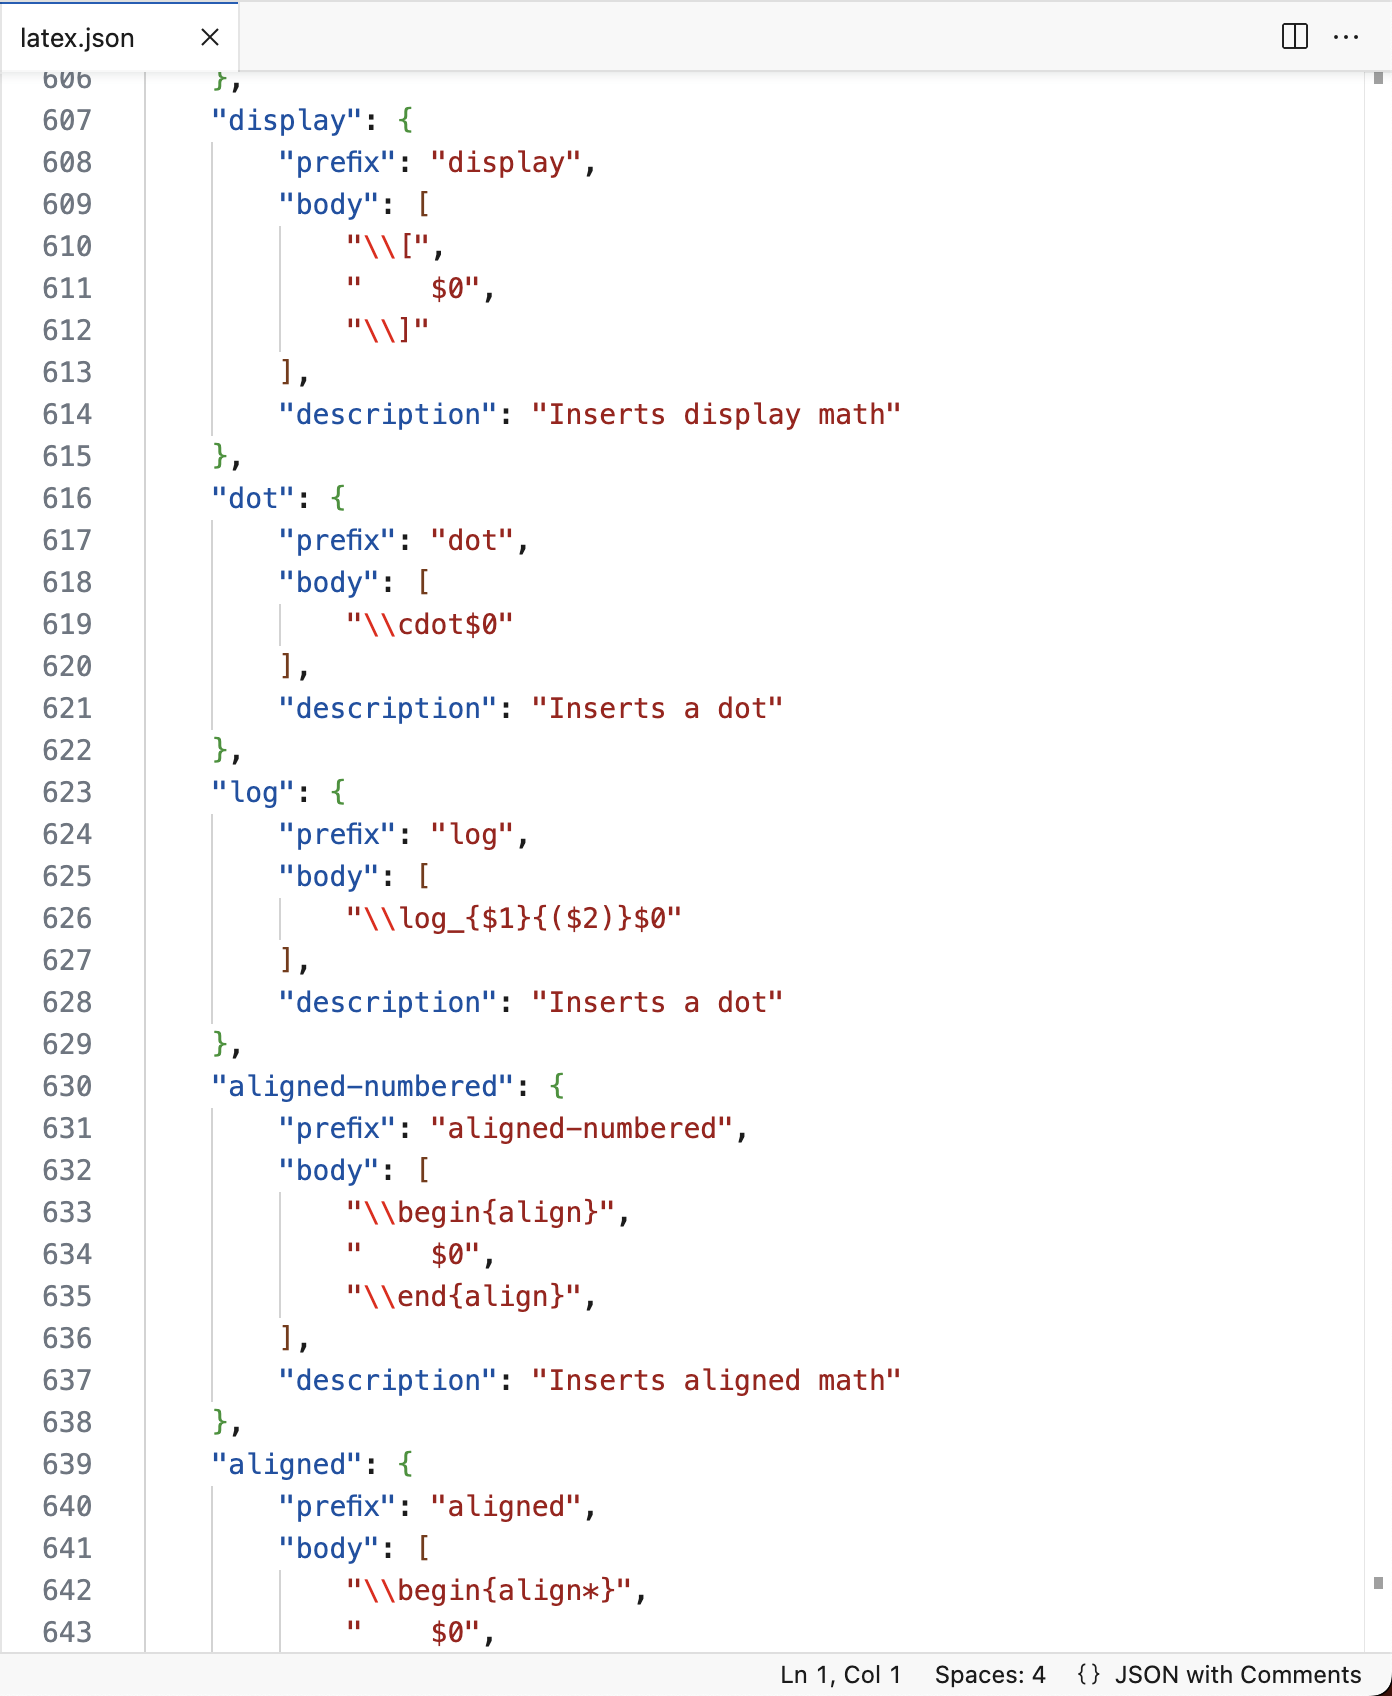 latex.json
606         },
607         "display": {
608             "prefix": "display",
609             "body": [
610                 "\\[",
611                 "    $0",
612                 "\\]"
613             ],
614             "description": "Inserts display math"
615         },
616         "dot": {
617             "prefix": "dot",
618             "body": [
619                 "\\cdot$0"
620             ],
621             "description": "Inserts a dot"
622         },
623         "log": {
624             "prefix": "log",
625             "body": [
626                 "\\log_{$1}{($2)}$0"
627             ],
628             "description": "Inserts a dot"
629         },
630         "aligned-numbered": {
631             "prefix": "aligned-numbered",
632             "body": [
633                 "\\begin{align}",
634                 "    $0",
635                 "\\end{align}",
636             ],
637             "description": "Inserts aligned math"
638         },
639         "aligned": {
640             "prefix": "aligned",
641             "body": [
642                 "\\begin{align*}",
643                 "    $0",
Ln 1, Col 1 Spaces: 4 {} JSON with Comments